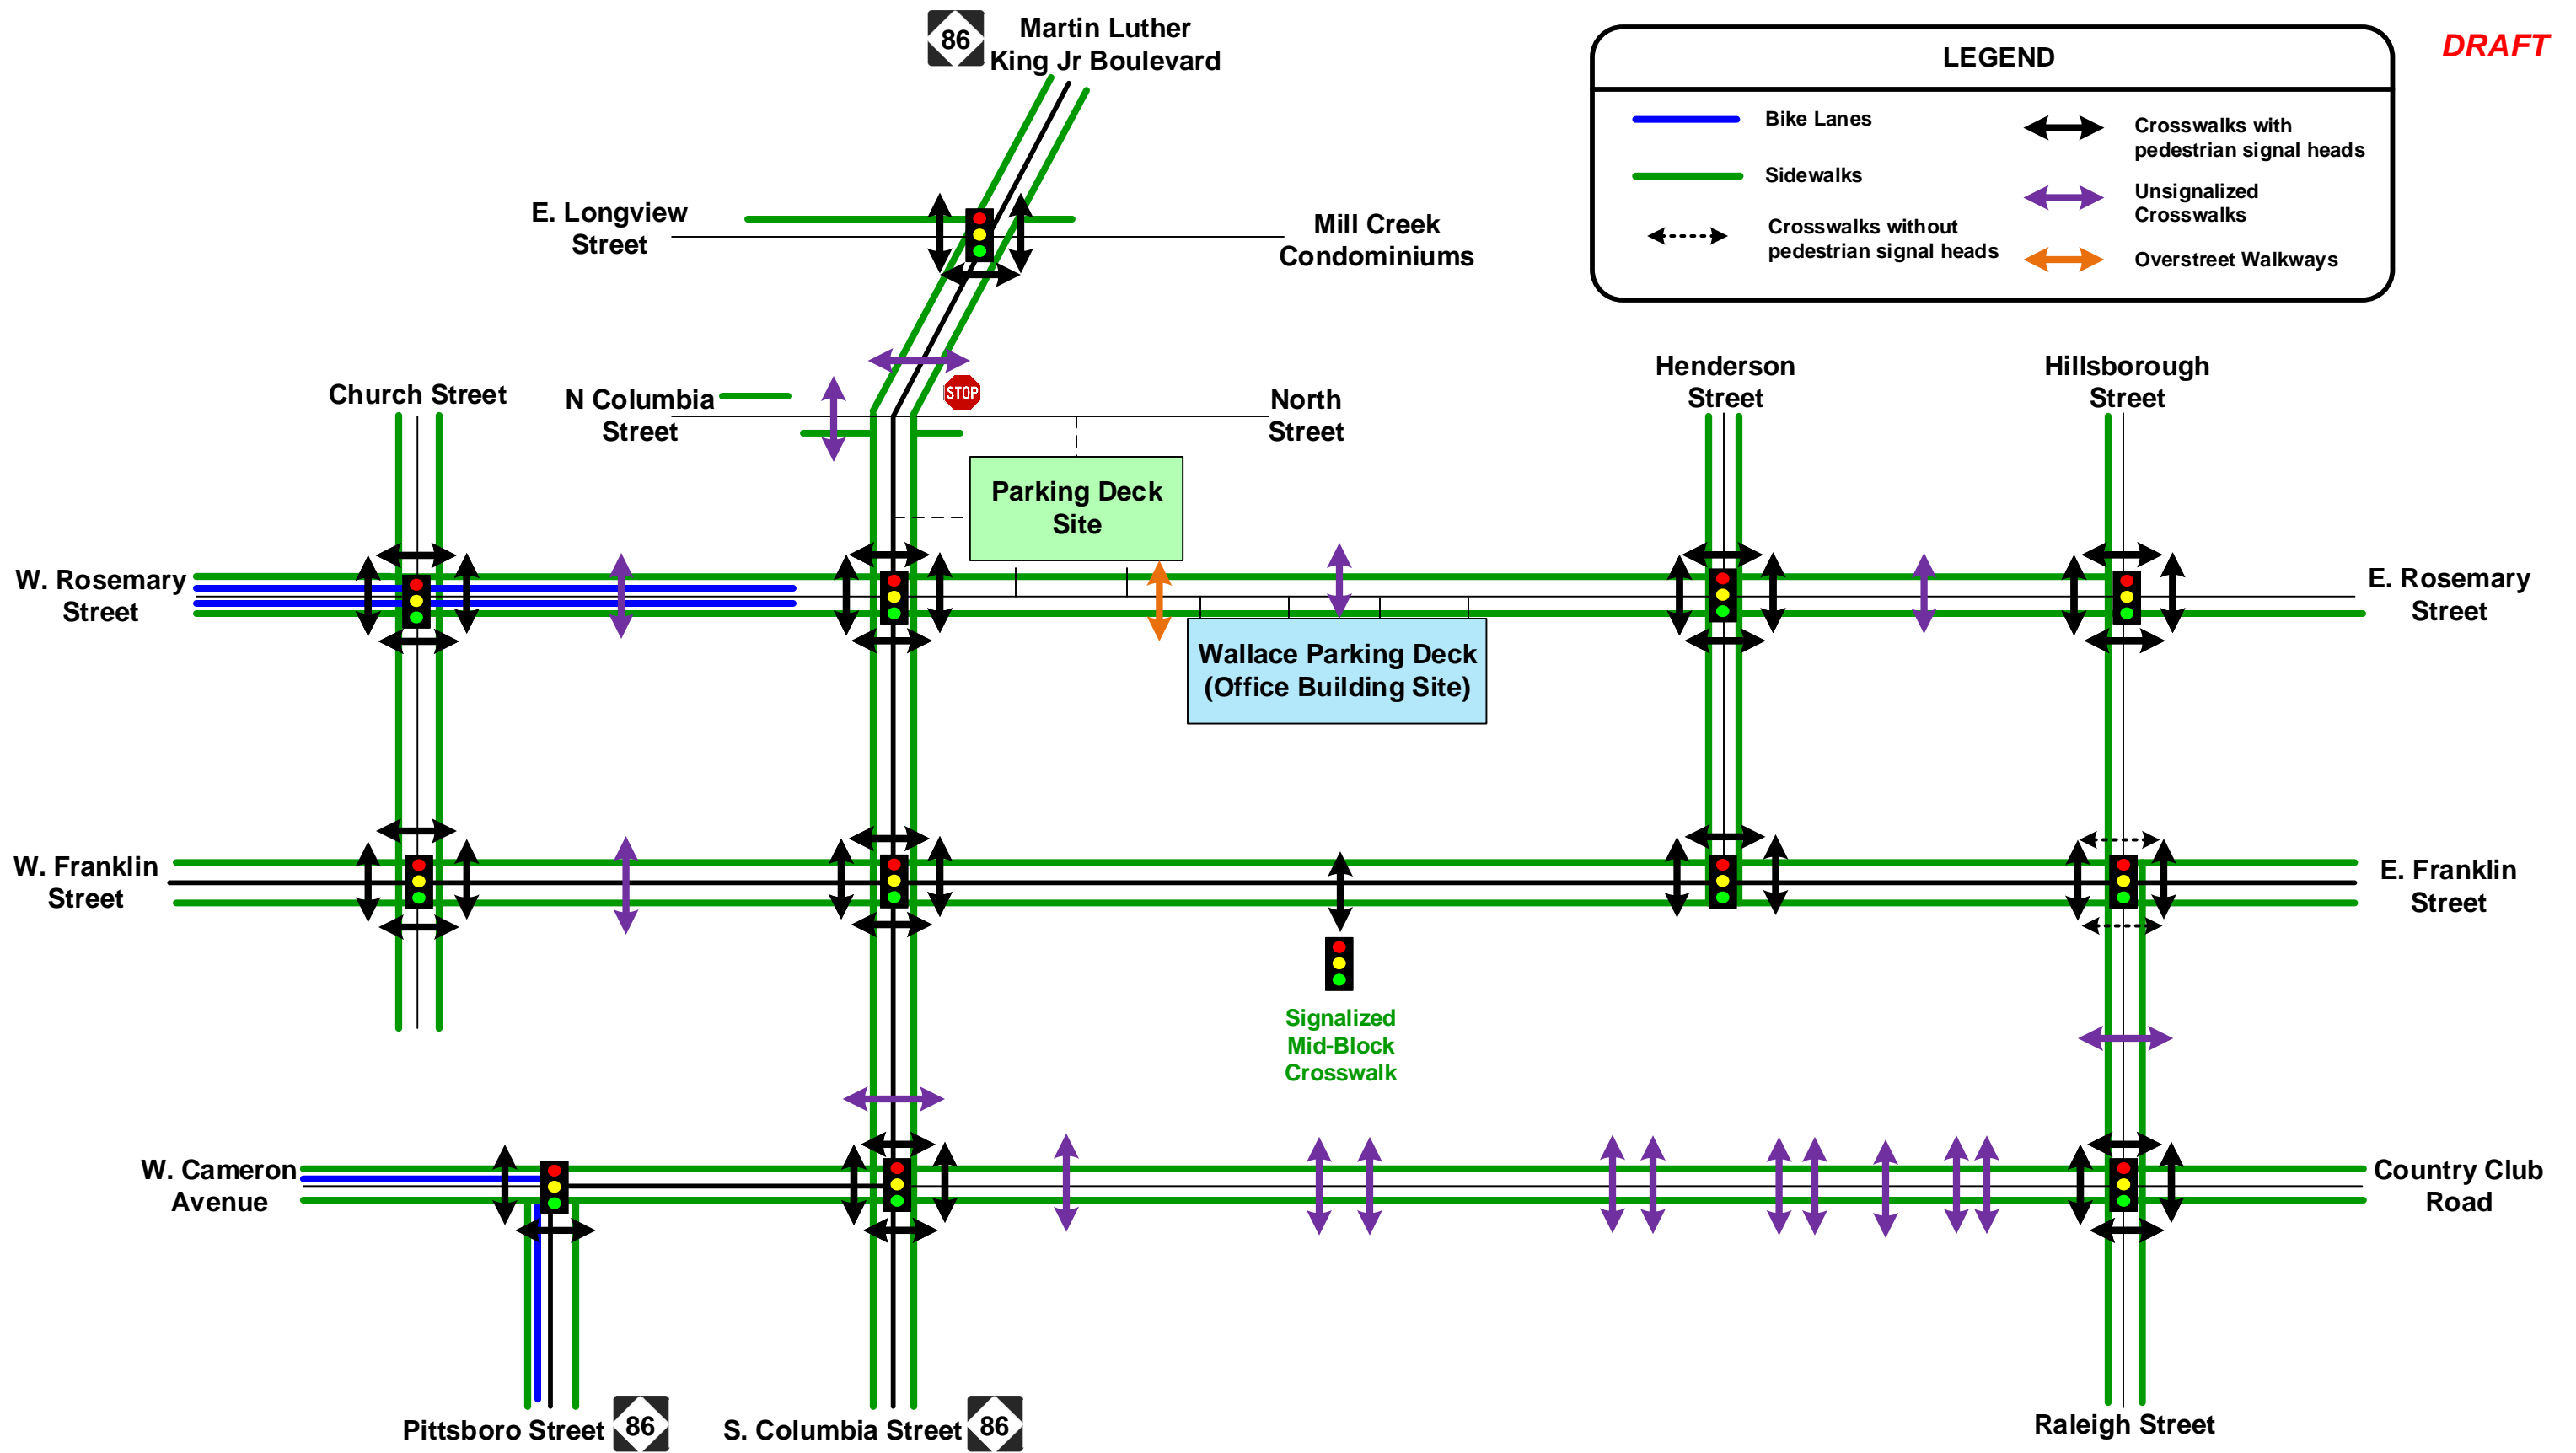 86
Martin Luther
King Jr Boulevard
LEGEND
DRAFT
Bike Lanes
Sidewalks
Crosswalks without
pedestrian signal heads
Crosswalks with
pedestrian signal heads
Unsignalized
Crosswalks
Overstreet Walkways
E. Longview
Street
Mill Creek
Condominiums
Church Street
N Columbia
Street
STOP
North
Street
Henderson
Street
Hillsborough
Street
Parking Deck
Site
W. Rosemary
Street
E. Rosemary
Street
Wallace Parking Deck
(Office Building Site)
W. Franklin
Street
E. Franklin
Street
Signalized
Mid-Block
Crosswalk
W. Cameron
Avenue
Country Club
Road
Pittsboro Street
86
S. Columbia Street
86
Raleigh Street